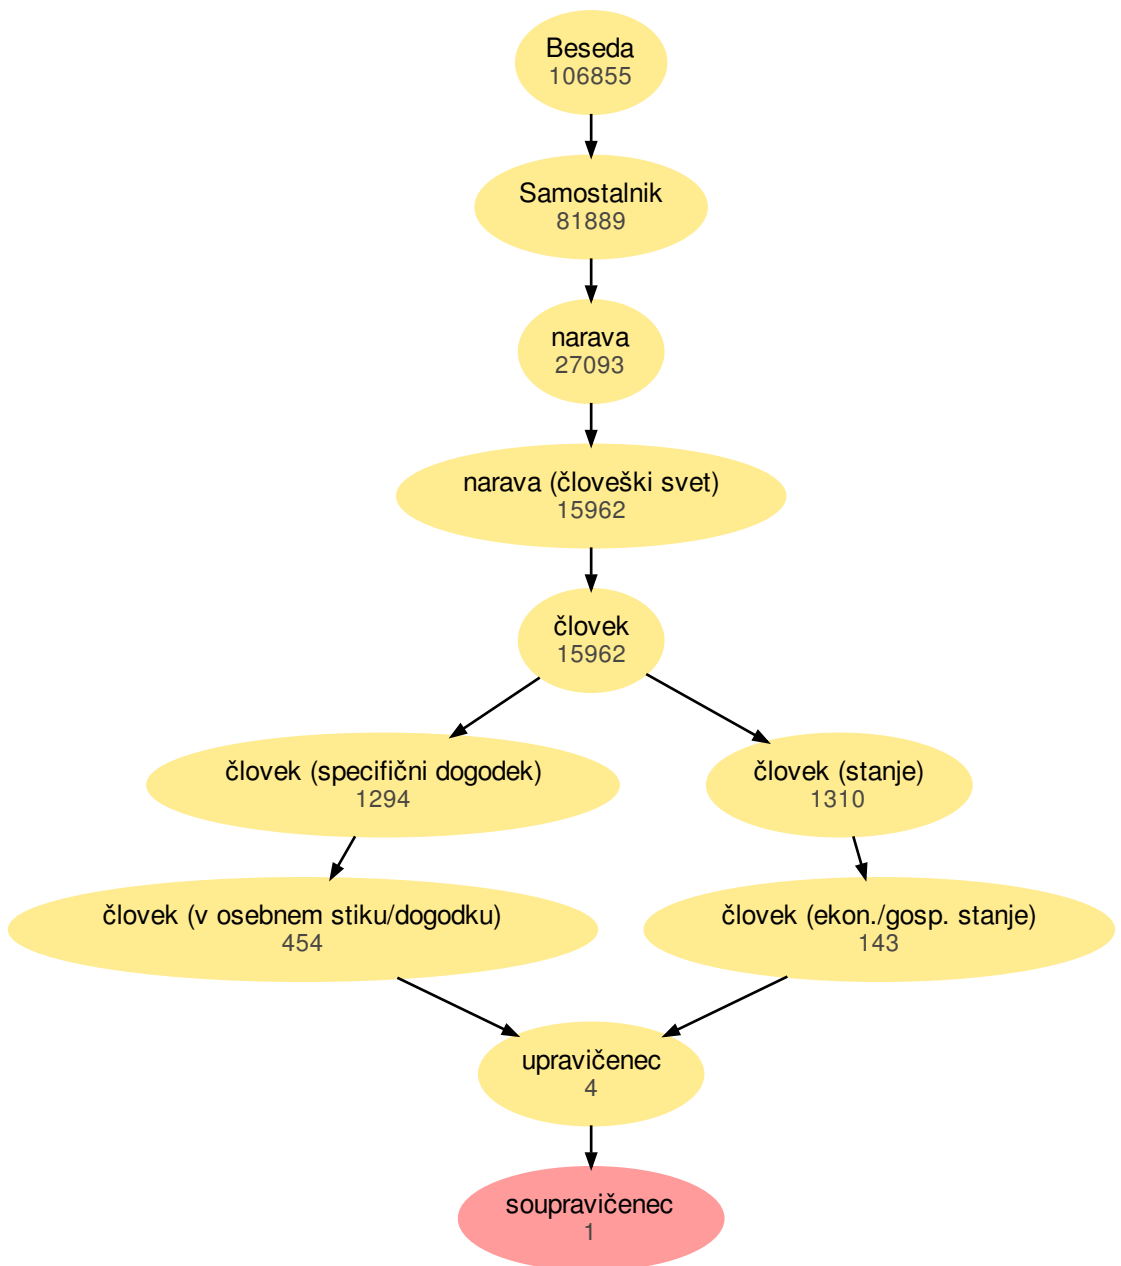 Beseda
106855
Samostalnik
81889
narava
27093
narava (človeški svet)
15962
človek
15962
človek (specifični dogodek)
1294
človek (stanje)
1310
človek (v osebnem stiku/dogodku)
454
človek (ekon./gosp. stanje)
143
upravičenec
4
soupravičenec
1